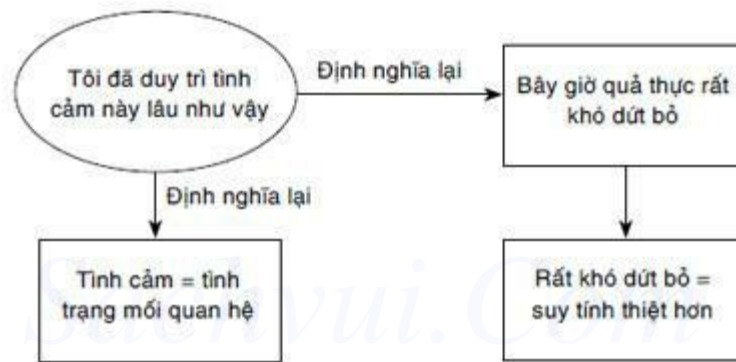 Tôi đã duy trì tình
cảm này lâu như vậy
Định nghĩa lại
Bây giờ quả thực rất
khó dứt bỏ
Định nghĩa lại
Tình cảm = tình
trạng mối quan hệ
Rất khó dứt bỏ =
suy tính thiệt hơn
Sachvui.Com